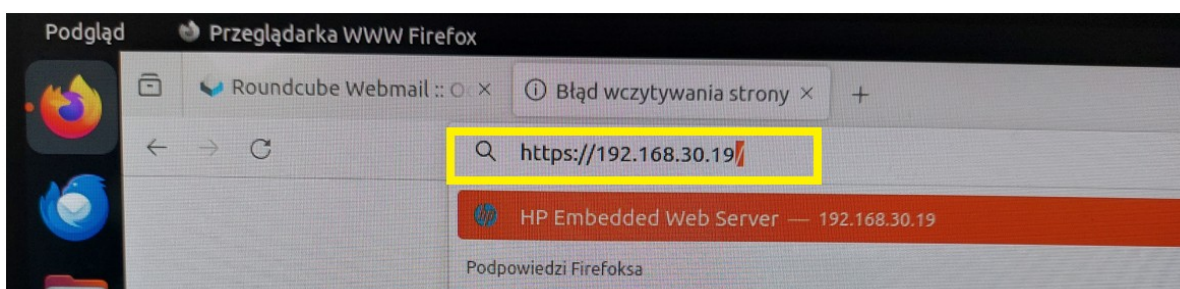 Podgląd Przeglądarka WWW Firefox
Roundcube Webmail :: O Błąd wczytywania strony
https://192.168.30.19/
HP Embedded Web Server — 192.168.30.19
Podpowiedzi Firefoksa